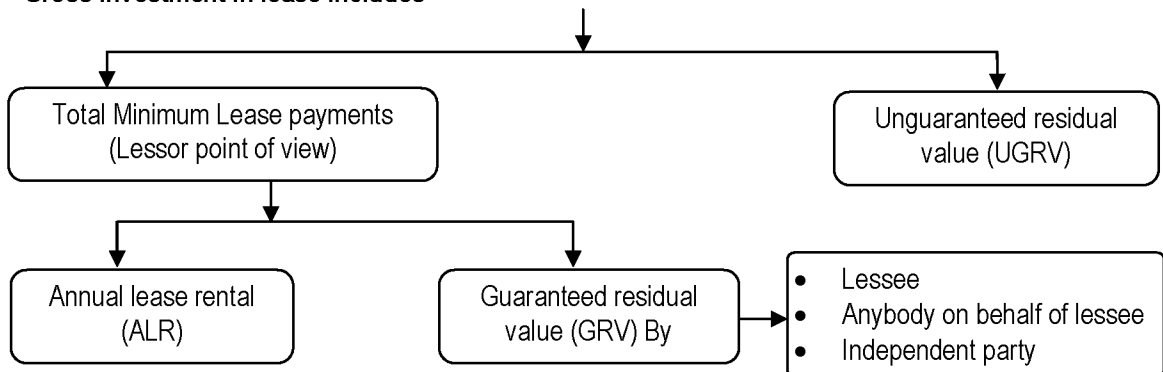 Gross investment in lease includes
Total Minimum Lease payments
(Lessor point of view)
Unguaranteed residual
value (UGRV)
Annual lease rental
(ALR)
Guaranteed residual
value (GRV) By
• Lessee
• Anybody on behalf of lessee
• Independent party